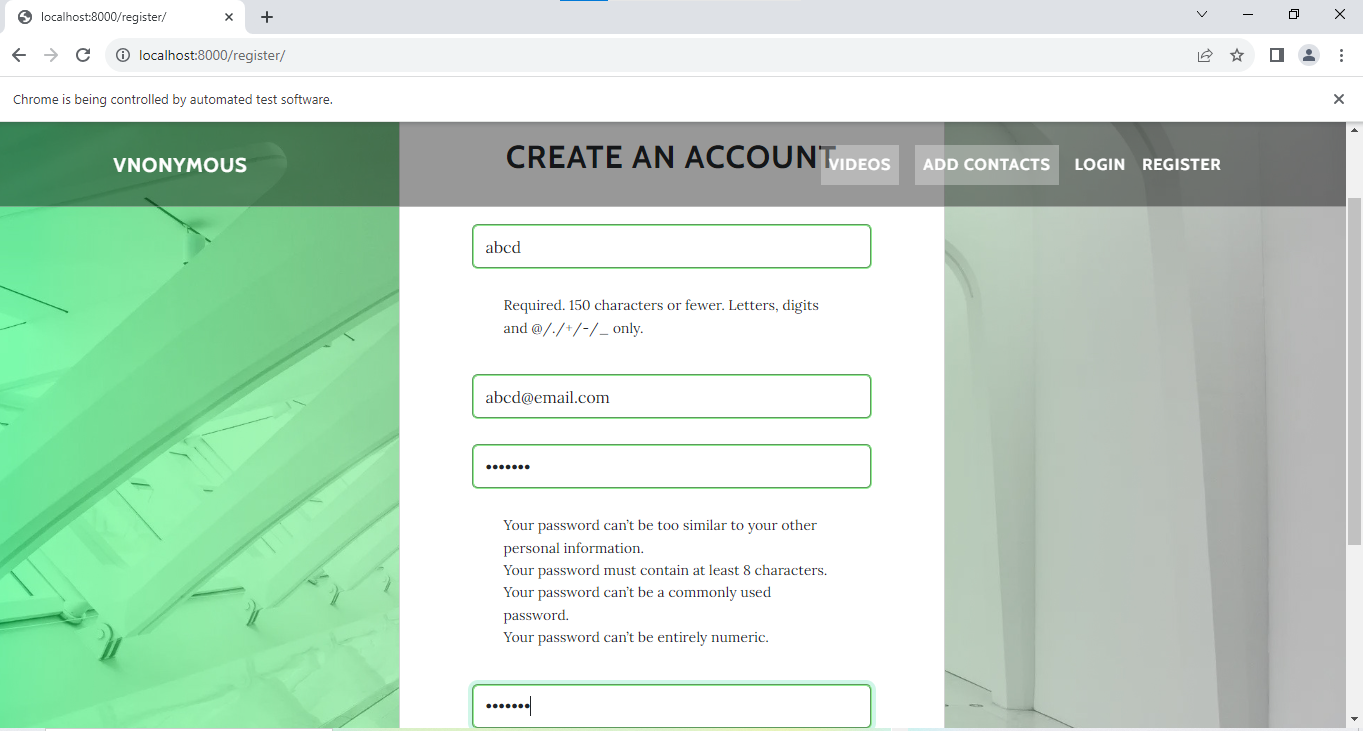 localhost:8000/register/
localhost:8000/register/
Chrome is being controlled by automated test software.
VNONYMOUS
CREATE AN ACCOUNT
VIDEOS
ADD CONTACTS
LOGIN
REGISTER
abcd
Required. 150 characters or fewer. Letters, digits
and @/./+/-/_ only.
abcd@email.com
•••••••
Your password can't be too similar to your other
personal information.
Your password must contain at least 8 characters.
Your password can't be a commonly used
password.
Your password can't be entirely numeric.
•••••••